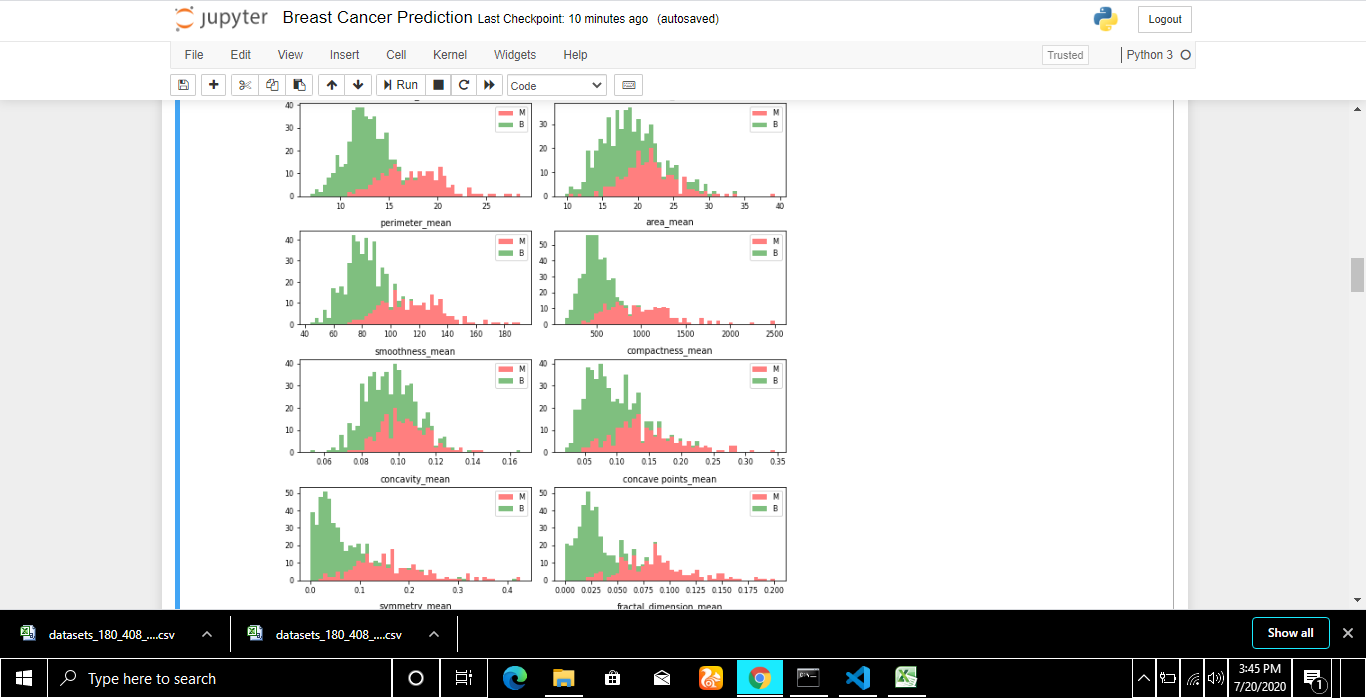 jupyter Breast Cancer Prediction Last Checkpoint: 10 minutes ago (autosaved) Logout
File Edit View Insert Cell Kernel Widgets Help Trusted Python 3
Run Code
40 30 20 10 0 M B 30 20 10 0 M B
10 15 20 25 10 15 20 25 30 35 40
perimeter_mean area_mean
40 30 20 10 0 M B 50 40 30 20 10 0 M B
40 60 80 100 120 140 160 180 500 1000 1500 2000 2500
smoothness_mean compactness_mean
40 30 20 10 0 M B 40 30 20 10 0 M B
0.06 0.08 0.10 0.12 0.14 0.16 0.05 0.10 0.15 0.20 0.25 0.30 0.35
concavity_mean concave points_mean
50 40 30 20 10 0 M B 50 40 30 20 10 0 M B
0.0 0.1 0.2 0.3 0.4 0.000 0.025 0.050 0.075 0.100 0.125 0.150 0.175 0.200
symmetry_mean fractal_dimension_mean
datasets_180_408_....csv datasets_180_408_....csv Show all
Type here to search 3:45 PM
7/20/2020 1